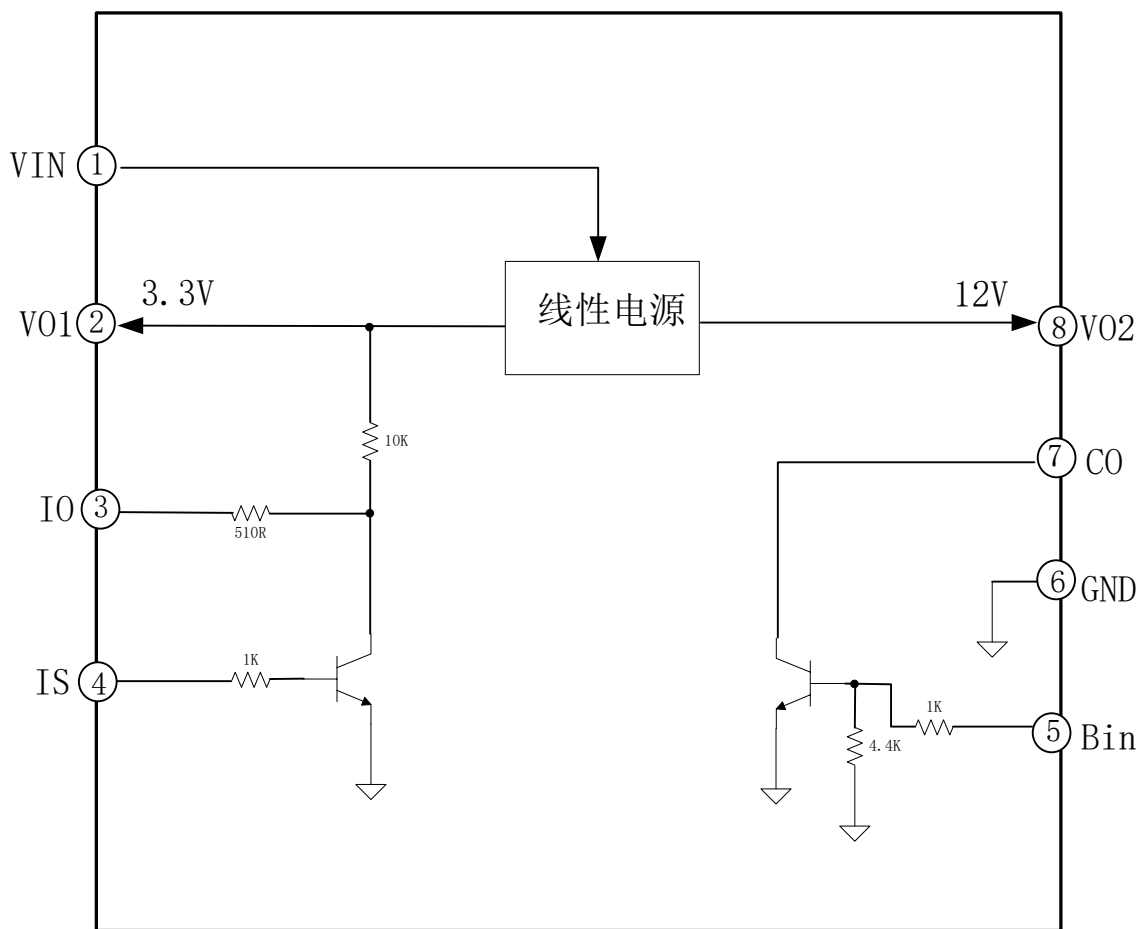 VIN
1
3.3V
线性电源
12V
VO1
2
8
VO2
10K
7
CO
IO
3
510R
6
GND
IS
4
1K
1K
5
Bin
4.4K